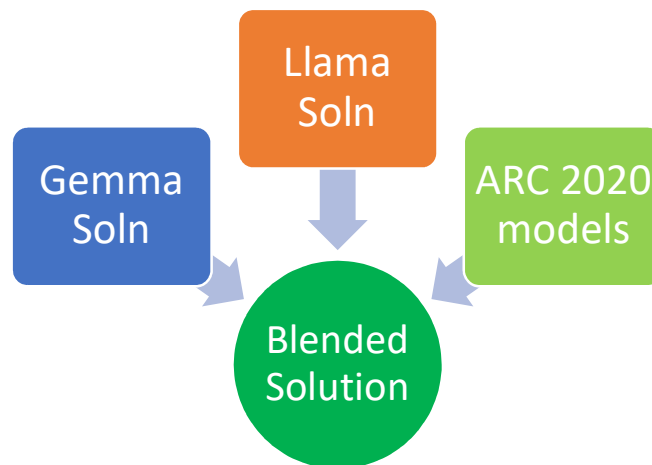 Llama
Soln
Gemma
Soln
ARC 2020
models
Blended
Solution